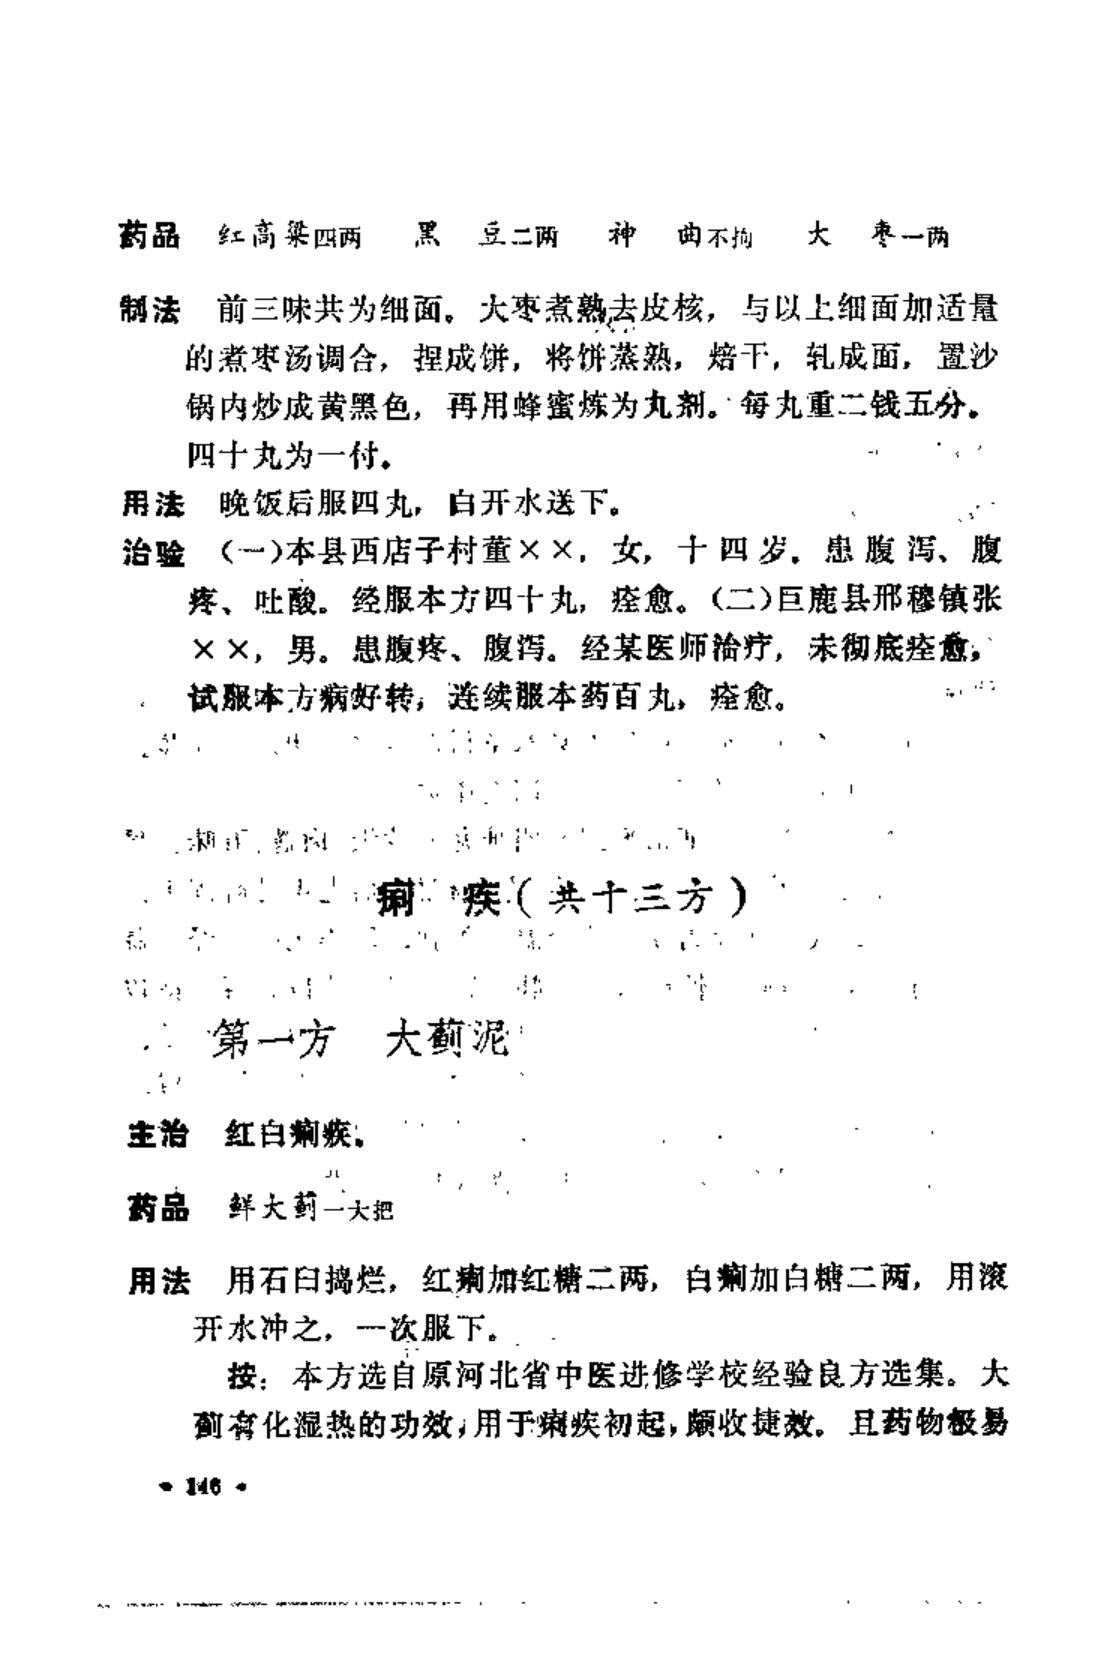 药品 红高粱四两 黑 豆二两 神 曲不拘 大 枣一两
制法 前三味共为细面。大枣煮熟去皮核，与以上细面加适量
的煮枣汤调合，捏成饼，将饼蒸熟，焙干，轧成面，置沙
锅内炒成黄黑色，再用蜂蜜炼为丸剂。每丸重二钱五分。
四十丸为一付。
用法 晚饭后服四丸，白开水送下。
治验 （一）本县西店子村董××，女，十四岁。患腹泻、腹
疼、吐酸。经服本方四十丸，痊愈。（二）巨鹿县邢穆镇张
××，男。患腹疼、腹泻。经某医师治疗，未彻底痊愈，
试服本方病好转，连续服本药百丸，痊愈。
痢 疾（共十三方）
第一方 大蓟泥
主治 红白痢疾。
药品 鲜大蓟一大把
用法 用石臼捣烂，红痢加红糖二两，白痢加白糖二两，用滚
开水冲之，一次服下。
按：本方选自原河北省中医进修学校经验良方选集。大
蓟有化湿热的功效，用于痢疾初起，颇收捷效。且药物极易
• 146 •